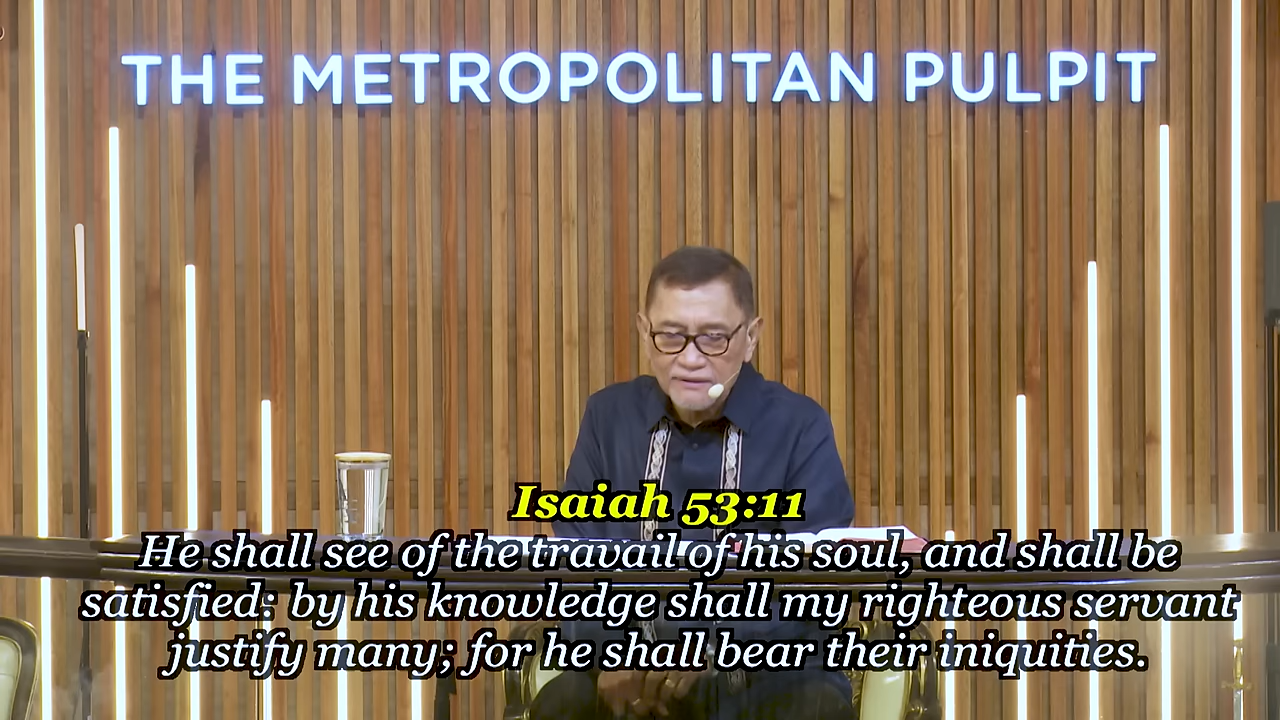 THE METROPOLITAN PULPIT
Isaiah 53:11
He shall see of the travail of his soul, and shall be
satisfied: by his knowledge shall my righteous servant
justify many; for he shall bear their iniquities.